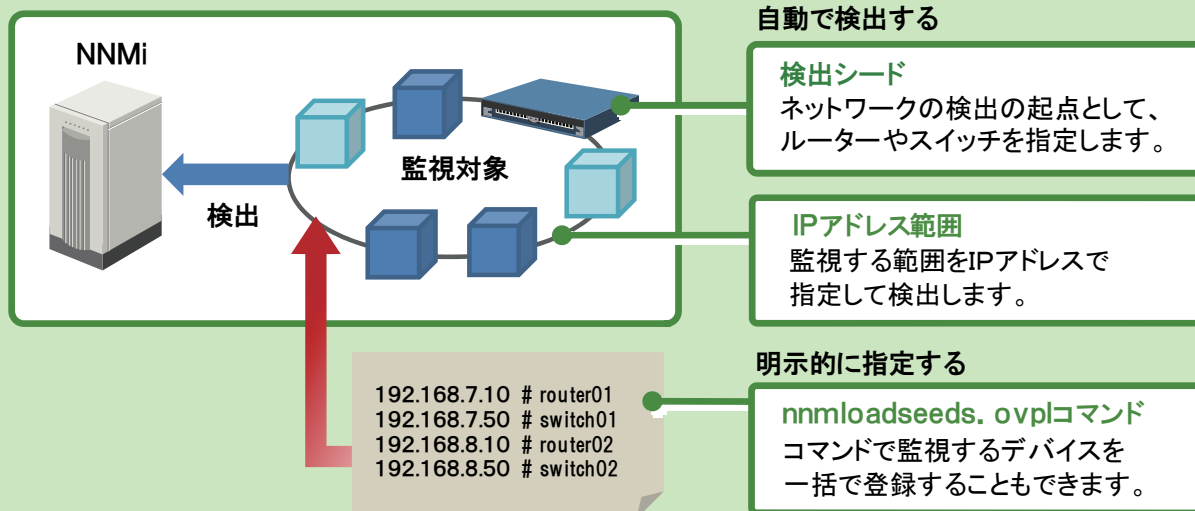 NNMi
検出
監視対象
自動で検出する
検出シード
ネットワークの検出の起点として、
ルーターやスイッチを指定します。
IPアドレス範囲
監視する範囲をIPアドレスで
指定して検出します。
192.168.7.10 # router01
192.168.7.50 # switch01
192.168.8.10 # router02
192.168.8.50 # switch02
明示的に指定する
nnmloadseeds. ovplコマンド
コマンドで監視するデバイスを
一括で登録することもできます。